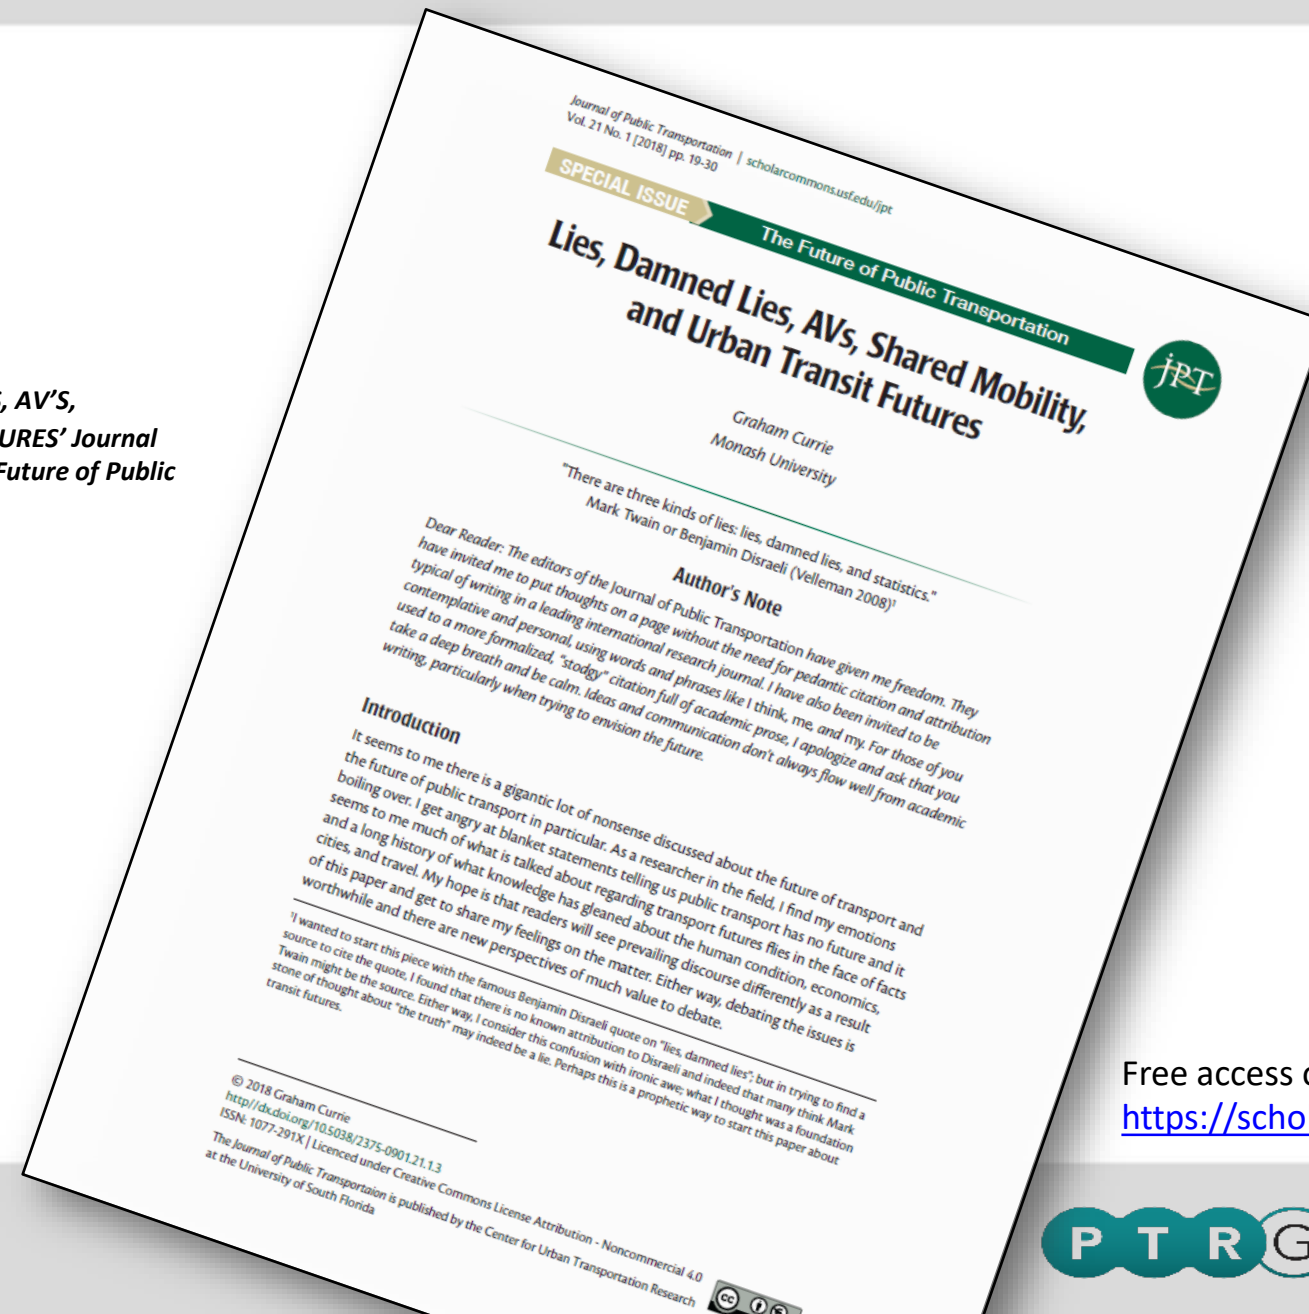 , AV'S,
URES' Journal
Future of Public
Journal of Public Transportation | scholarcommons.usf.edu/jpt
Vol. 21 No. 1 [2018] pp. 19-30
SPECIAL ISSUE
The Future of Public Transportation
Lies, Damned Lies, AVs, Shared Mobility,
and Urban Transit Futures
jPT
Graham Currie
Monash University
"There are three kinds of lies: lies, damned lies, and statistics."
Mark Twain or Benjamin Disraeli (Velleman 2008)¹
Author's Note
Dear Reader: The editors of the Journal of Public Transportation have given me freedom. They
have invited me to put thoughts on a page without the need for pedantic citation and attribution
typical of writing in a leading international research journal. I have also been invited to be
contemplative and personal, using words and phrases like I think, me, and my. For those of you
used to a more formalized, "stodgy" citation full of academic prose, I apologize and ask that you
take a deep breath and be calm. Ideas and communication don't always flow well from academic
writing, particularly when trying to envision the future.
Introduction
It seems to me there is a gigantic lot of nonsense discussed about the future of transport and
the future of public transport in particular. As a researcher in the field, I find my emotions
boiling over. I get angry at blanket statements telling us public transport has no future and it
seems to me much of what is talked about regarding transport futures flies in the face of facts
and a long history of what knowledge has gleaned about the human condition, economics,
cities, and travel. My hope is that readers will see prevailing discourse differently as a result
of this paper and get to share my feelings on the matter. Either way, debating the issues is
worthwhile and there are new perspectives of much value to debate.
¹I wanted to start this piece with the famous Benjamin Disraeli quote on "lies, damned lies"; but in trying to find a
source to cite the quote, I found that there is no known attribution to Disraeli and indeed that many think Mark
Twain might be the source. Either way, I consider this confusion with ironic awe; what I thought was a foundation
stone of thought about "the truth" may indeed be a lie. Perhaps this is a prophetic way to start this paper about
transit futures.
© 2018 Graham Currie
http//dx.doi.org/10.5038/2375-0901.21.1.3
ISSN: 1077-291X | Licenced under Creative Commons License Attribution - Noncommercial 4.0
The Journal of Public Transportaion is published by the Center for Urban Transportation Research
at the University of South Florida
cc
Free access
https://scho
PTRG